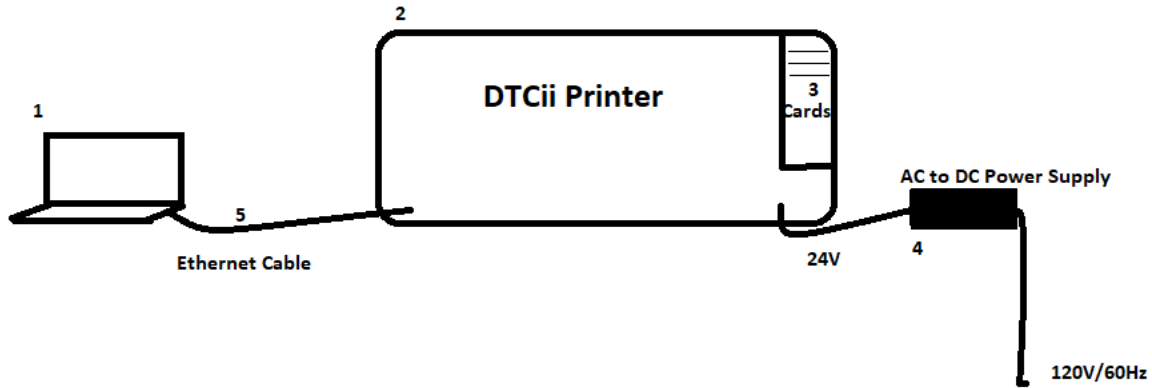 2
1
DTCii Printer
3
Cards
AC to DC Power Supply
5
4
Ethernet Cable
24V
120V/60Hz